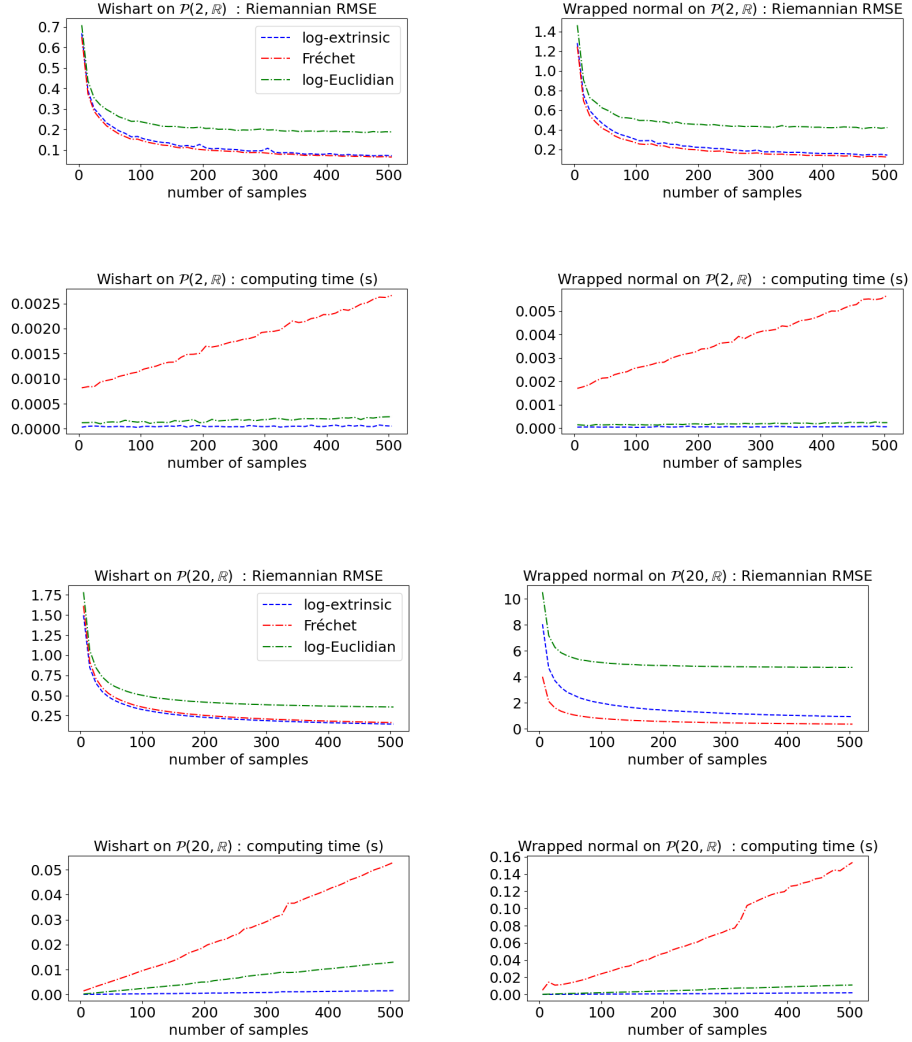 Wishart on 𝒫(2, ℝ) : Riemannian RMSE
0.7
0.6
0.5
0.4
0.3
0.2
0.1
log-extrinsic
Fréchet
log-Euclidian
0 100 200 300 400 500
number of samples
Wrapped normal on 𝒫(2, ℝ) : Riemannian RMSE
1.4
1.2
1.0
0.8
0.6
0.4
0.2
0 100 200 300 400 500
number of samples
Wishart on 𝒫(2, ℝ) : computing time (s)
0.0025
0.0020
0.0015
0.0010
0.0005
0.0000
0 100 200 300 400 500
number of samples
Wrapped normal on 𝒫(2, ℝ) : computing time (s)
0.005
0.004
0.003
0.002
0.001
0.000
0 100 200 300 400 500
number of samples
Wishart on 𝒫(20, ℝ) : Riemannian RMSE
1.75
1.50
1.25
1.00
0.75
0.50
0.25
log-extrinsic
Fréchet
log-Euclidian
0 100 200 300 400 500
number of samples
Wrapped normal on 𝒫(20, ℝ) : Riemannian RMSE
10
8
6
4
2
0
0 100 200 300 400 500
number of samples
Wishart on 𝒫(20, ℝ) : computing time (s)
0.05
0.04
0.03
0.02
0.01
0.00
0 100 200 300 400 500
number of samples
Wrapped normal on 𝒫(20, ℝ) : computing time (s)
0.16
0.14
0.12
0.10
0.08
0.06
0.04
0.02
0.00
0 100 200 300 400 500
number of samples